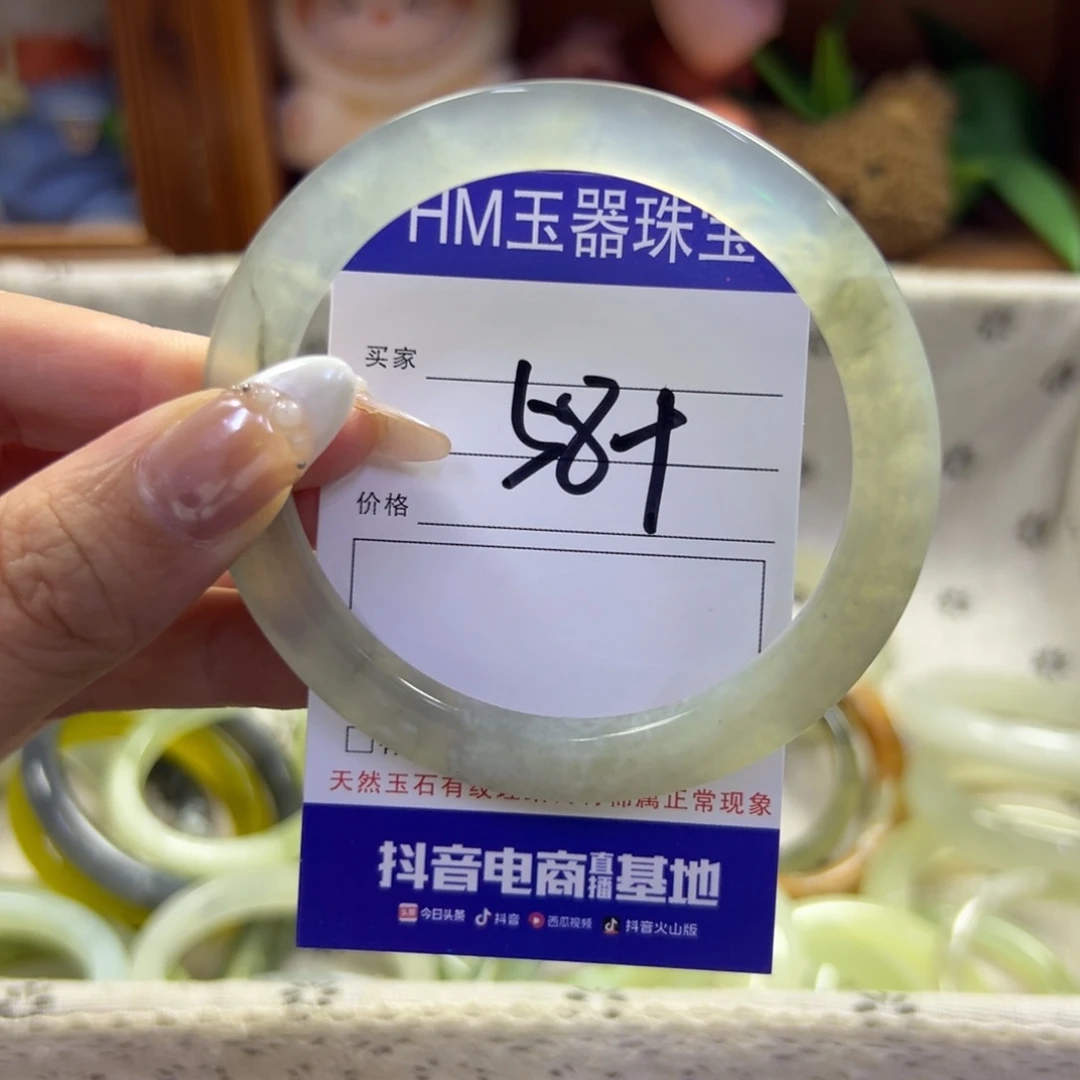 HM玉器珠宝
买家
581
价格
天然玉石有纹
属正常现象
抖音电商直播基地
今日头条 抖音 西瓜视频 抖音火山版